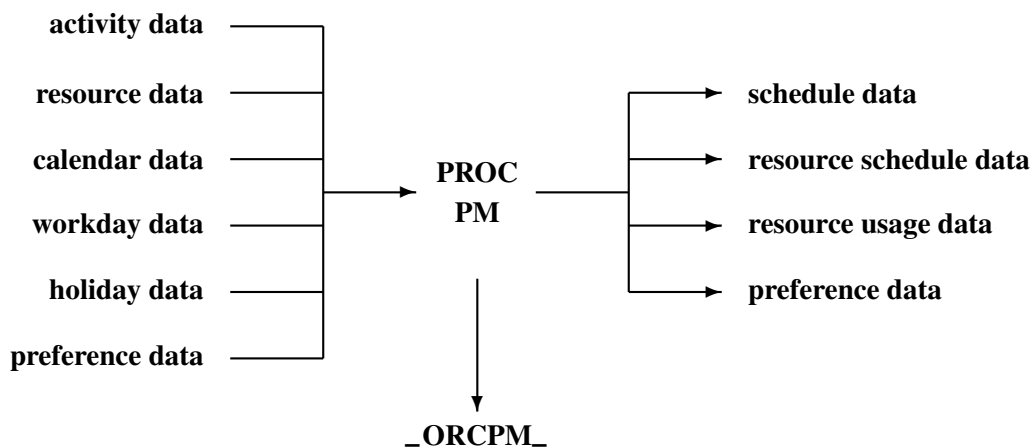 activity data
resource data
calendar data
workday data
holiday data
preference data
PROC
PM
schedule data
resource schedule data
resource usage data
preference data
_ORCPM_